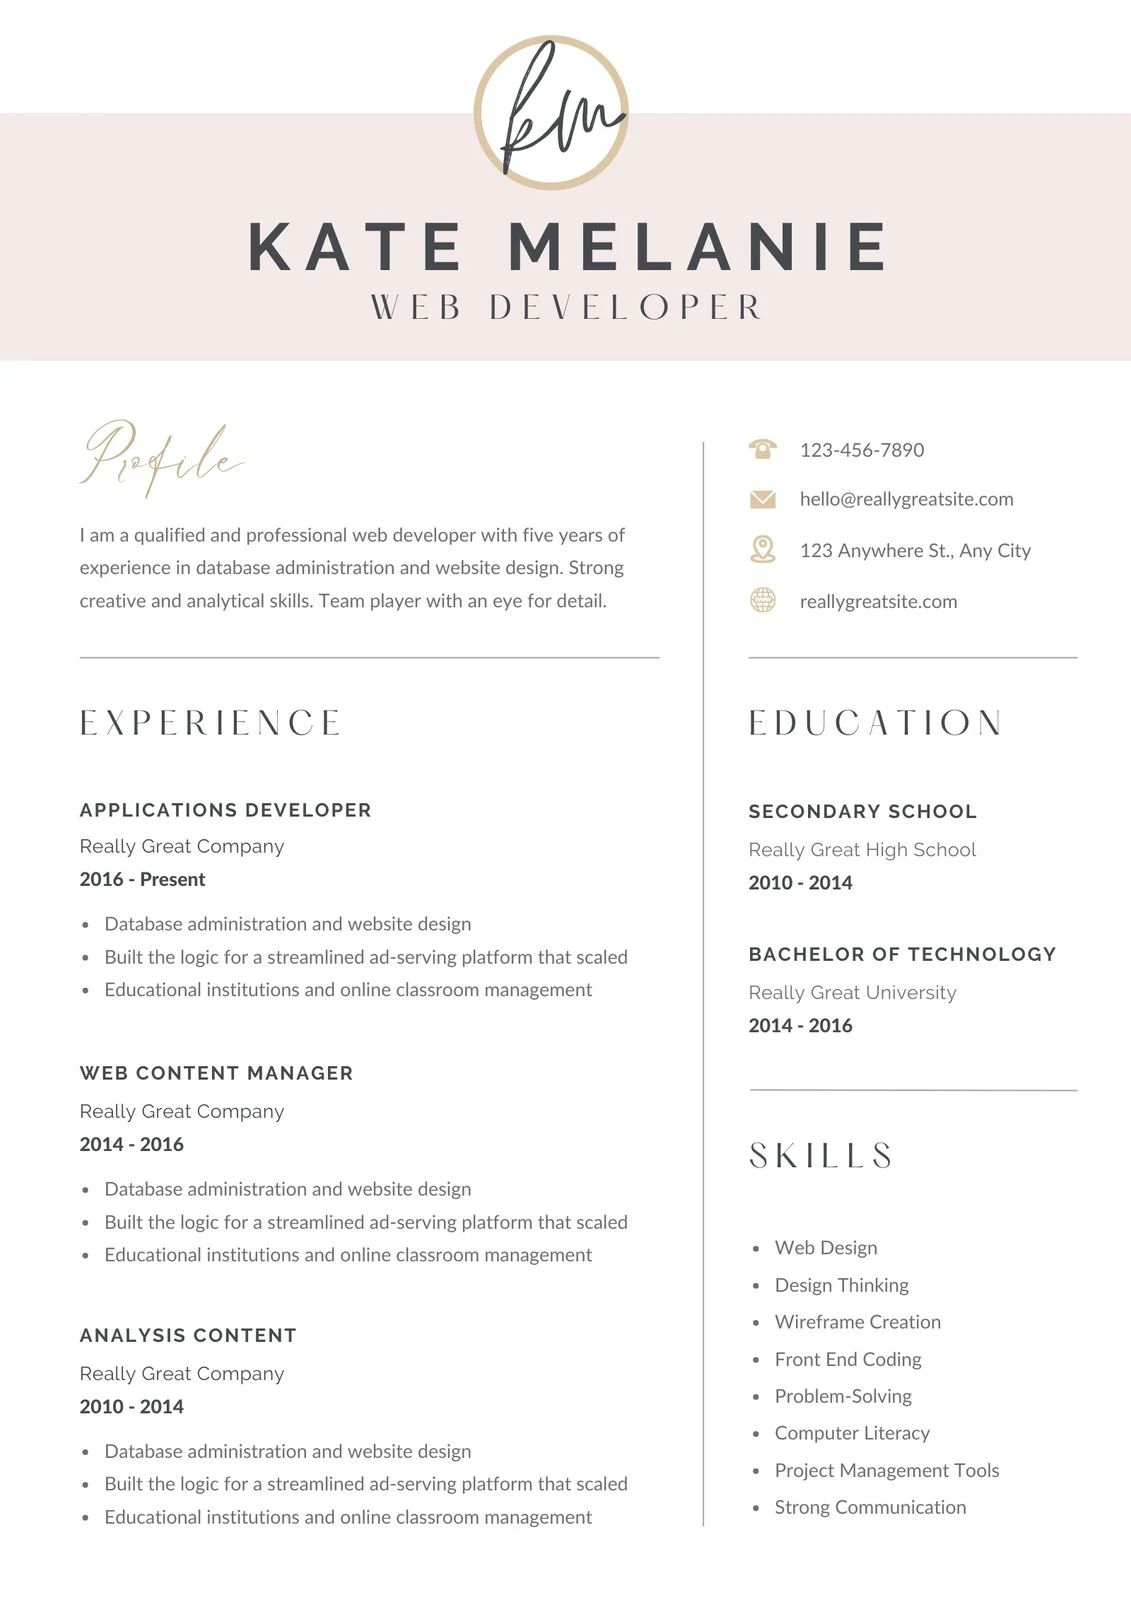 km
KATE MELANIE
WEB DEVELOPER
Profile
I am a qualified and professional web developer with five years of
experience in database administration and website design. Strong
creative and analytical skills. Team player with an eye for detail.
123-456-7890
hello@reallygreatsite.com
123 Anywhere St., Any City
reallygreatsite.com
EXPERIENCE
APPLICATIONS DEVELOPER
Really Great Company
2016 - Present
• Database administration and website design
• Built the logic for a streamlined ad-serving platform that scaled
• Educational institutions and online classroom management
WEB CONTENT MANAGER
Really Great Company
2014 - 2016
• Database administration and website design
• Built the logic for a streamlined ad-serving platform that scaled
• Educational institutions and online classroom management
ANALYSIS CONTENT
Really Great Company
2010 - 2014
• Database administration and website design
• Built the logic for a streamlined ad-serving platform that scaled
• Educational institutions and online classroom management
EDUCATION
SECONDARY SCHOOL
Really Great High School
2010 - 2014
BACHELOR OF TECHNOLOGY
Really Great University
2014 - 2016
SKILLS
• Web Design
• Design Thinking
• Wireframe Creation
• Front End Coding
• Problem-Solving
• Computer Literacy
• Project Management Tools
• Strong Communication